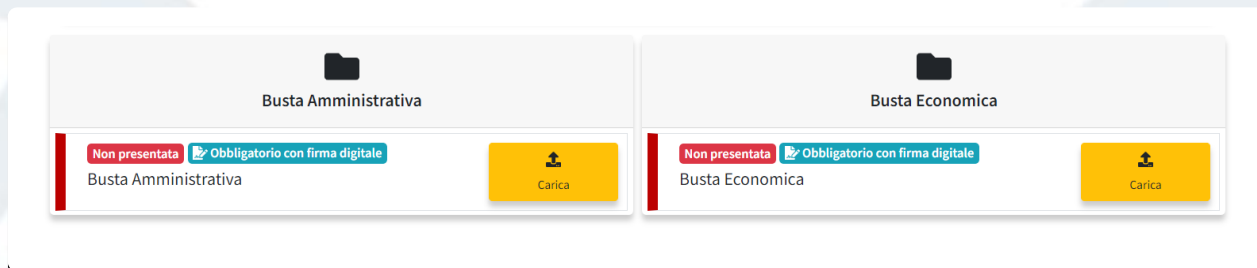 Busta Amministrativa
Non presentata Obbligatorio con firma digitale
Busta Amministrativa
Carica
Busta Economica
Non presentata Obbligatorio con firma digitale
Busta Economica
Carica